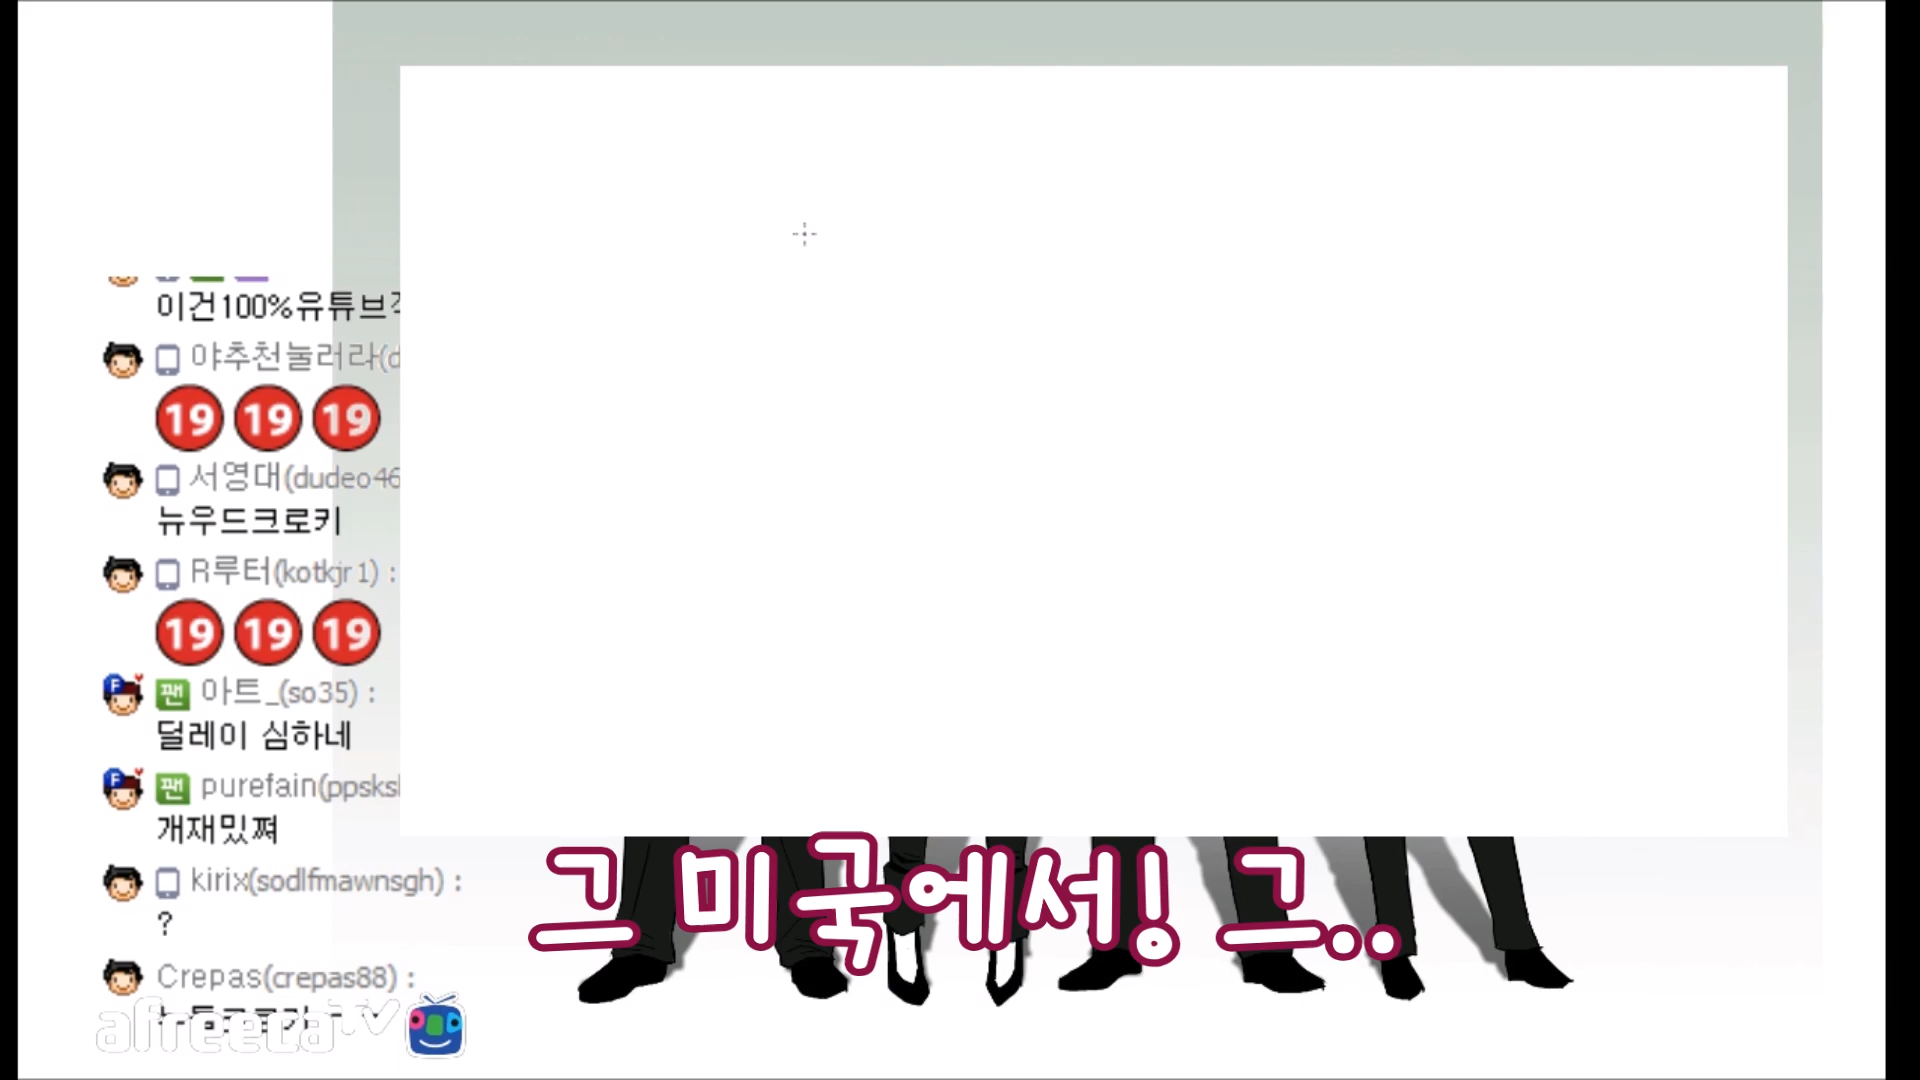 이건100%유튜브
야추천눌러라(d
19 19 19
서영대(dudeo46
뉴우드크로키
R루터(kotkjr1) :
19 19 19
F 팬 아트_(so35) :
딜레이 심하네
F 팬 purefain(ppsks
개재밌쪄
kirix(sodlfmawnsgh) :
?
Crepas(crepas88) :
afreecaTV
그 미국에서! 그..